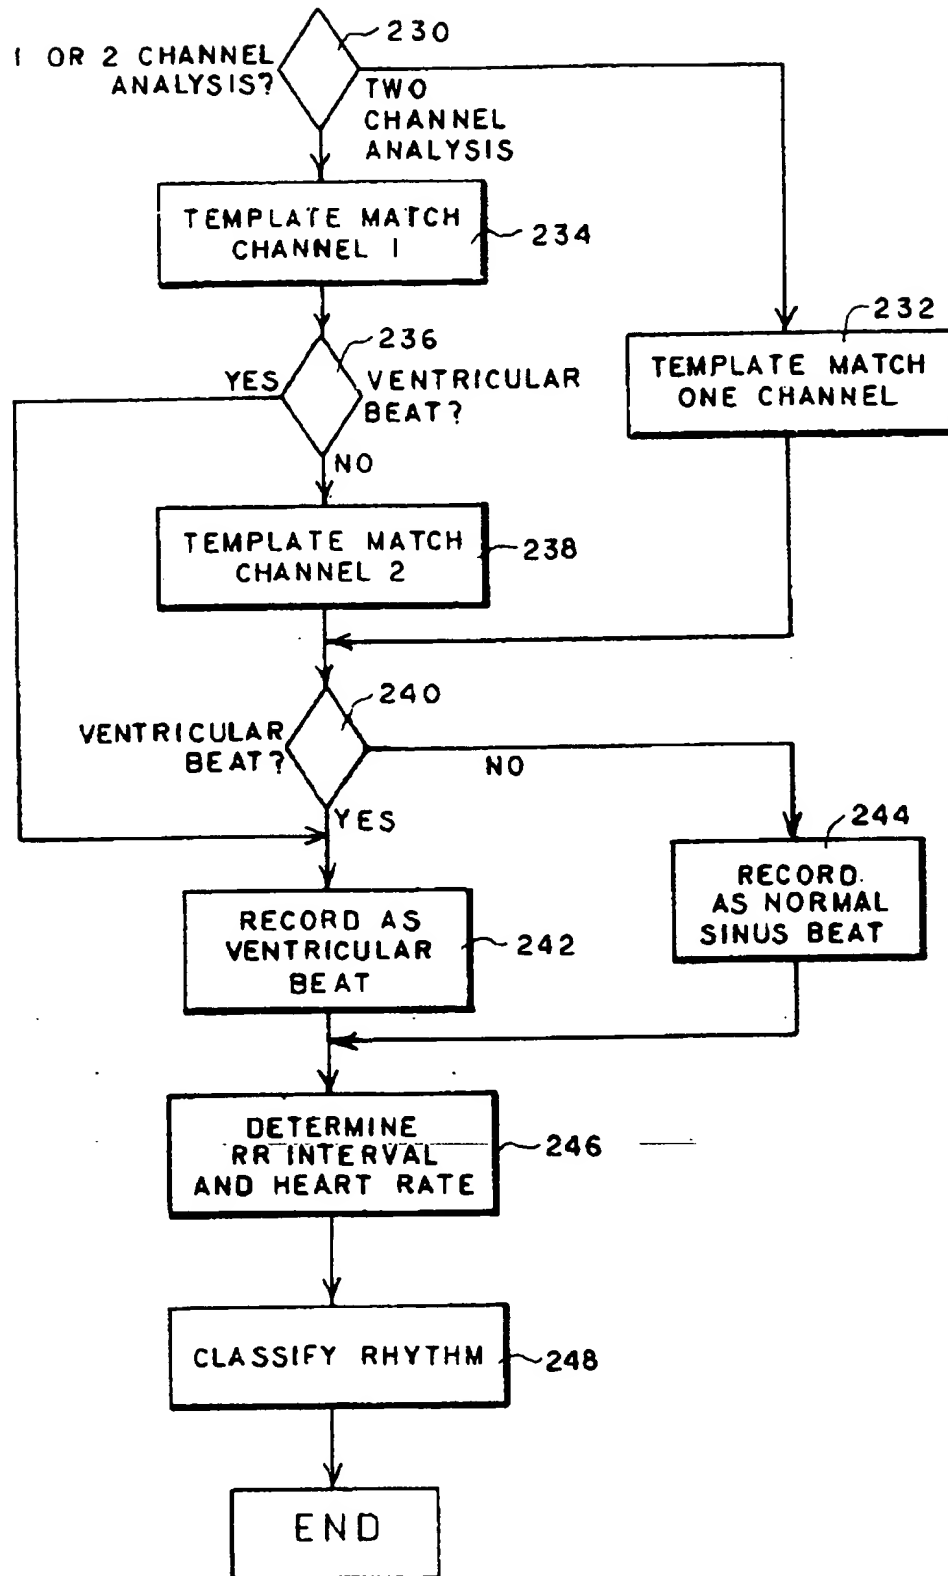 230
1 OR 2 CHANNEL
ANALYSIS?
TWO
CHANNEL
ANALYSIS
TEMPLATE MATCH
CHANNEL 1
234
232
TEMPLATE MATCH
ONE CHANNEL
236
YES
VENTRICULAR
BEAT?
NO
TEMPLATE MATCH
CHANNEL 2
238
240
VENTRICULAR
BEAT?
NO
YES
244
RECORD
AS NORMAL
SINUS BEAT
RECORD AS
VENTRICULAR
BEAT
242
DETERMINE
RR INTERVAL
AND HEART RATE
246
CLASSIFY RHYTHM
248
END